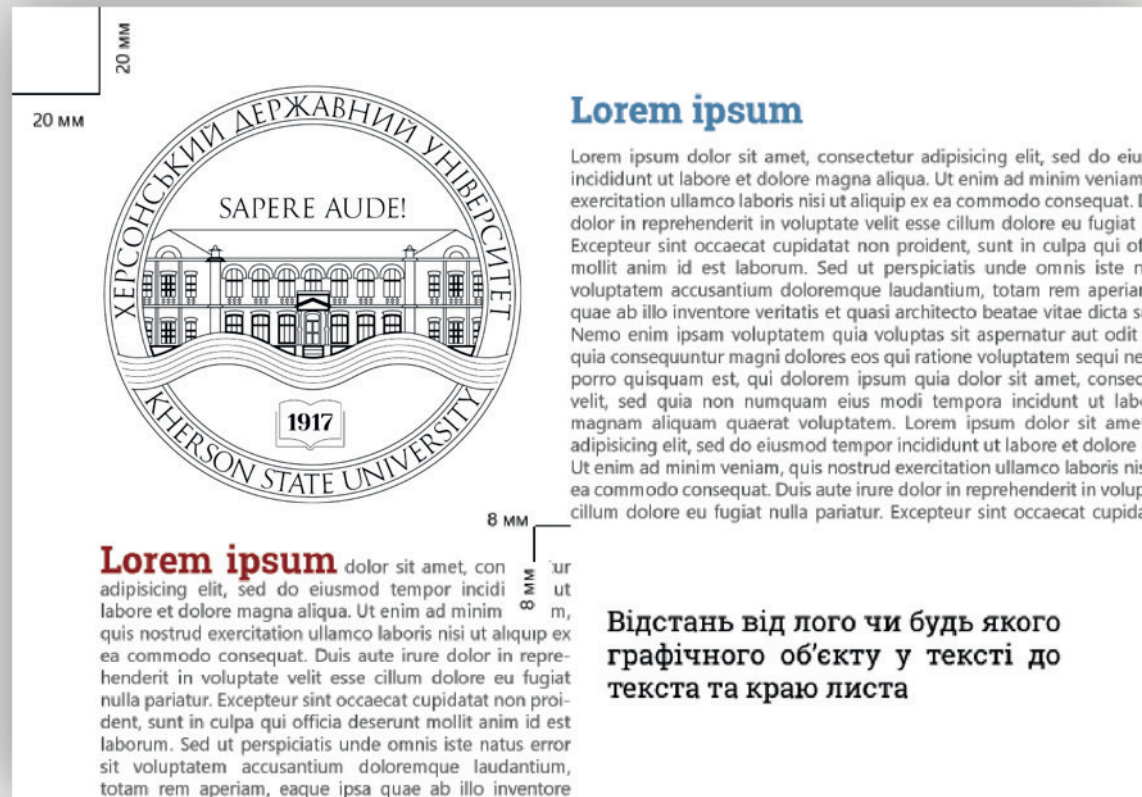 20 мм
20 мм
ХЕРСОНСЬКИЙ ДЕРЖАВНИЙ УНІВЕРСИТЕТ
SAPERE AUDE!
1917
KHERSON STATE UNIVERSITY
Lorem ipsum
Lorem ipsum dolor sit amet, consectetur adipisicing elit, sed do eiu
incididunt ut labore et dolore magna aliqua. Ut enim ad minim veniam
exercitation ullamco laboris nisi ut aliquip ex ea commodo consequat. D
dolor in reprehenderit in voluptate velit esse cillum dolore eu fugiat
Excepteur sint occaecat cupidatat non proident, sunt in culpa qui of
mollit anim id est laborum. Sed ut perspiciatis unde omnis iste n
voluptatem accusantium doloremque laudantium, totam rem aperiar
quae ab illo inventore veritatis et quasi architecto beatae vitae dicta s
Nemo enim ipsam voluptatem quia voluptas sit aspernatur aut odit
quia consequuntur magni dolores eos qui ratione voluptatem sequi ne
porro quisquam est, qui dolorem ipsum quia dolor sit amet, consec
velit, sed quia non numquam eius modi tempora incidunt ut lab
magnam aliquam quaerat voluptatem. Lorem ipsum dolor sit ame
adipisicing elit, sed do eiusmod tempor incididunt ut labore et dolore
Ut enim ad minim veniam, quis nostrud exercitation ullamco laboris nis
ea commodo consequat. Duis aute irure dolor in reprehenderit in volup
cillum dolore eu fugiat nulla pariatur. Excepteur sint occaecat cupida
8 мм
8 мм
Lorem ipsum dolor sit amet, con ur
adipisicing elit, sed do eiusmod tempor incidi ut
labore et dolore magna aliqua. Ut enim ad minim m,
quis nostrud exercitation ullamco laboris nisi ut aliquip ex
ea commodo consequat. Duis aute irure dolor in repre-
henderit in voluptate velit esse cillum dolore eu fugiat
nulla pariatur. Excepteur sint occaecat cupidatat non proi-
dent, sunt in culpa qui officia deserunt mollit anim id est
laborum. Sed ut perspiciatis unde omnis iste natus error
sit voluptatem accusantium doloremque laudantium,
totam rem aperiam, eaque ipsa quae ab illo inventore
Відстань від лого чи будь якого
графічного об'єкту у тексті до
текста та краю листа